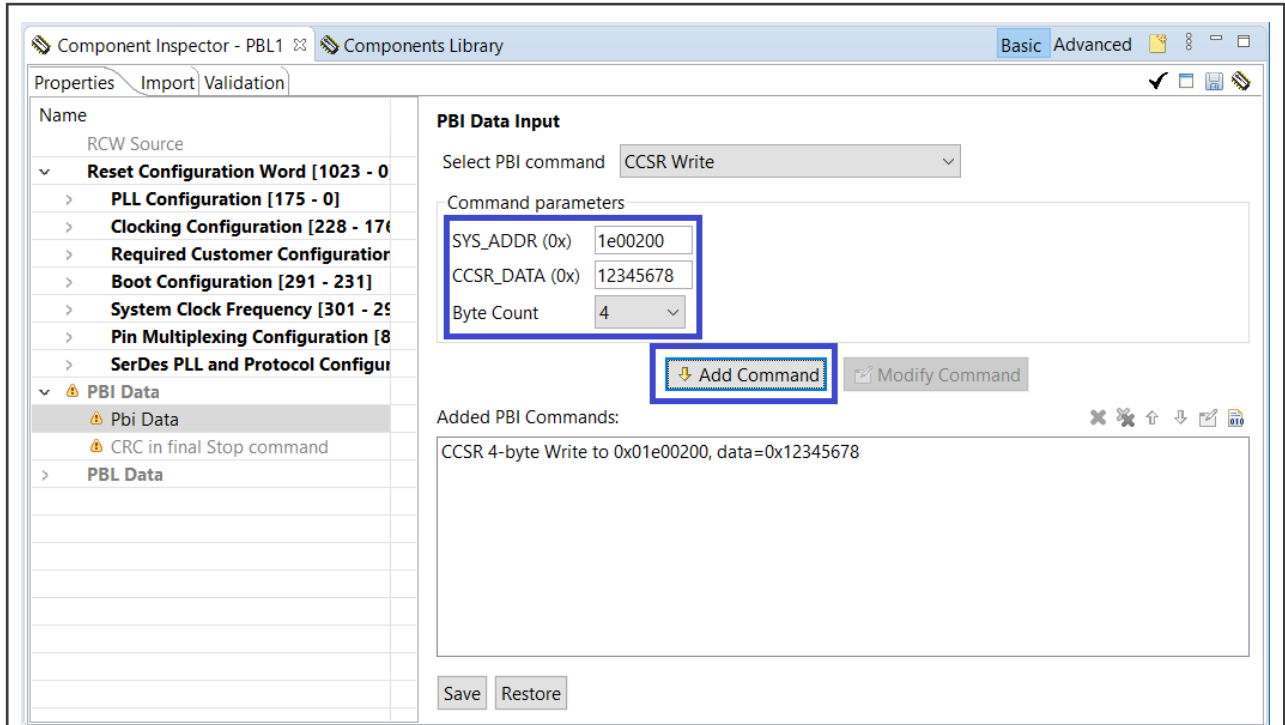 Component Inspector - PBL1 Components Library Basic Advanced
Properties Import Validation
Name
RCW Source
Reset Configuration Word [1023 - 0
PLL Configuration [175 - 0]
Clocking Configuration [228 - 176
Required Customer Configuration
Boot Configuration [291 - 231]
System Clock Frequency [301 - 29
Pin Multiplexing Configuration [8
SerDes PLL and Protocol Configur
PBI Data
Pbi Data
CRC in final Stop command
PBL Data
PBI Data Input
Select PBI command CCSR Write
Command parameters
SYS_ADDR (0x) 1e00200
CCSR_DATA (0x) 12345678
Byte Count 4
Add Command Modify Command
Added PBI Commands:
010
CCSR 4-byte Write to 0x01e00200, data=0x12345678
Save Restore